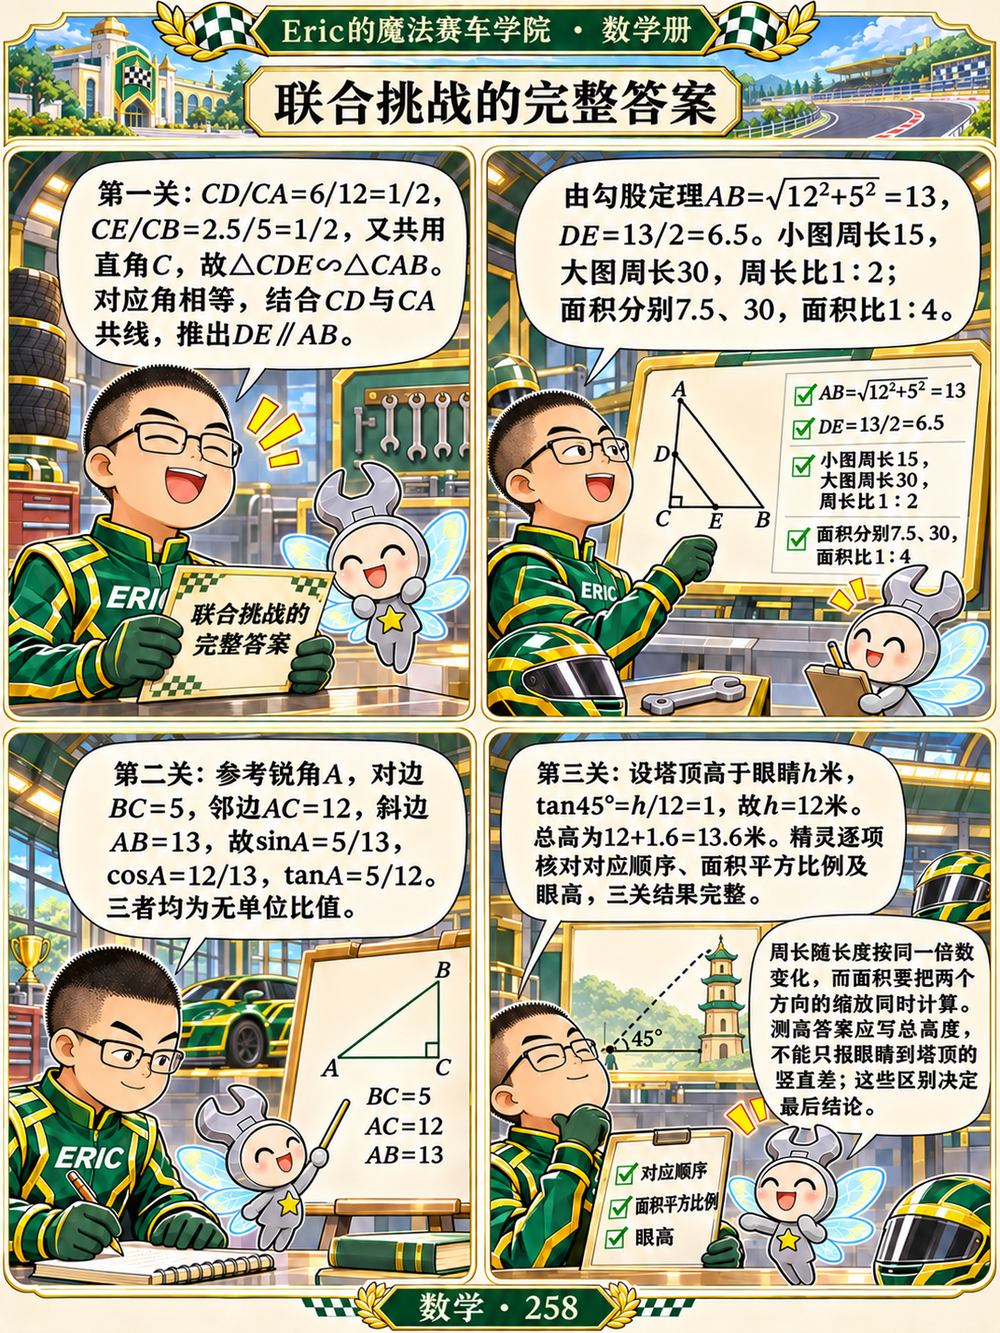 Eric的魔法赛车学院 · 数学册
联合挑战的完整答案
第一关：CD/CA=6/12=1/2，
CE/CB=2.5/5=1/2，又共用
直角C，故△CDE∽△CAB。
对应角相等，结合CD与CA
共线，推出DE∥AB。
ERIC
联合挑战的
完整答案
由勾股定理AB=√12²+5²=13，
DE=13/2=6.5。小图周长15，
大图周长30，周长比1：2；
面积分别7.5、30，面积比1：4。
A
D
C
E
B
AB=√12²+5²=13
DE=13/2=6.5
小图周长15，
大图周长30，
周长比1：2
面积分别7.5、30，
面积比1：4
ERIC
第二关：参考锐角A，对边
BC=5，邻边AC=12，斜边
AB=13，故sinA=5/13，
cosA=12/13，tanA=5/12。
三者均为无单位比值。
B
A
C
BC=5
AC=12
AB=13
ERIC
第三关：设塔顶高于眼睛h米，
tan45°=h/12=1，故h=12米。
总高为12+1.6=13.6米。精灵逐项
核对对应顺序、面积平方比例及
眼高，三关结果完整。
周长随长度按同一倍数
变化，而面积要把两个
方向的缩放同时计算。
测高答案应写总高度，
不能只报眼睛到塔顶的
竖直差；这些区别决定
最后结论。
45°
对应顺序
面积平方比例
眼高
数学 · 258